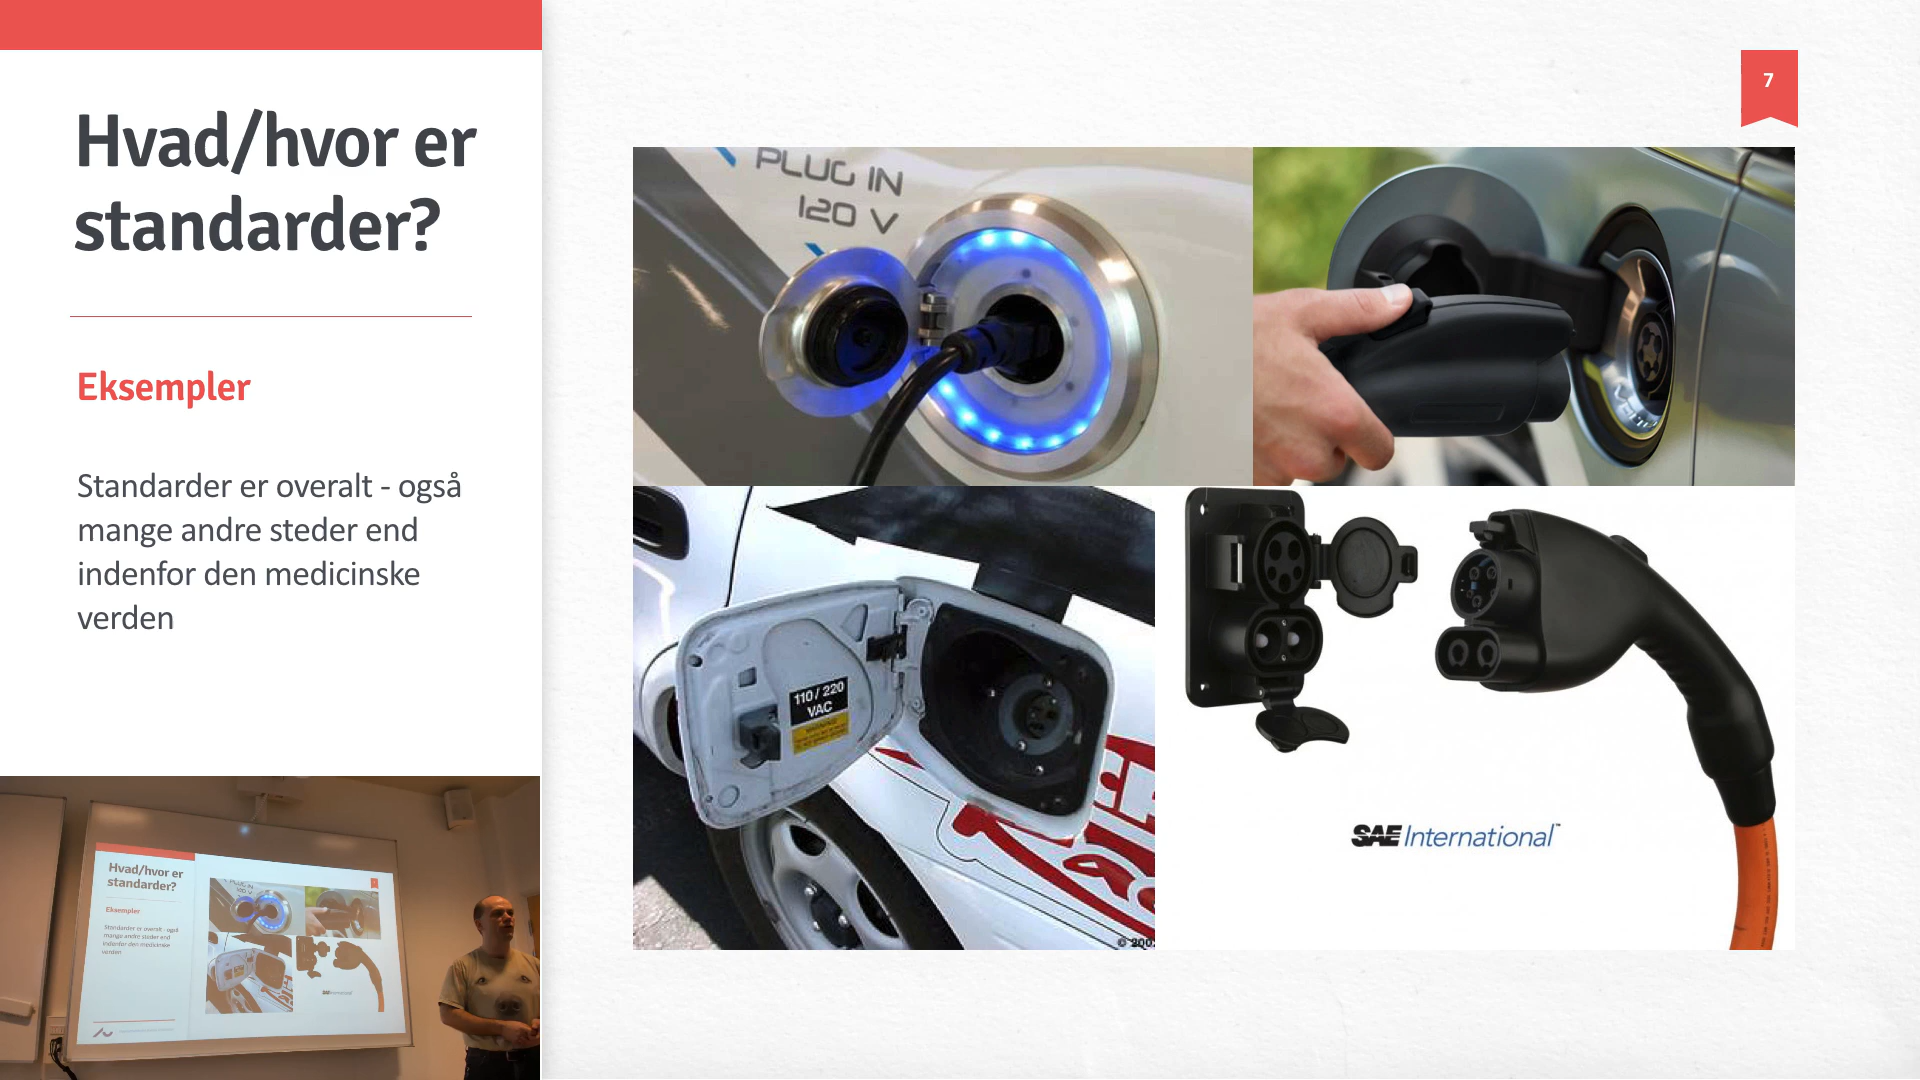 Hvad/hvor er
standarder?
Eksempler
Standarder er overalt - også
mange andre steder end
indenfor den medicinske
verden
7
PLUG IN
120 V
110 / 220
VAC
SAE International™
© 200
Hvad/hvor er
standarder?
Eksempler
Standarder er overalt - også
mange andre steder end
indenfor den medicinske
verden